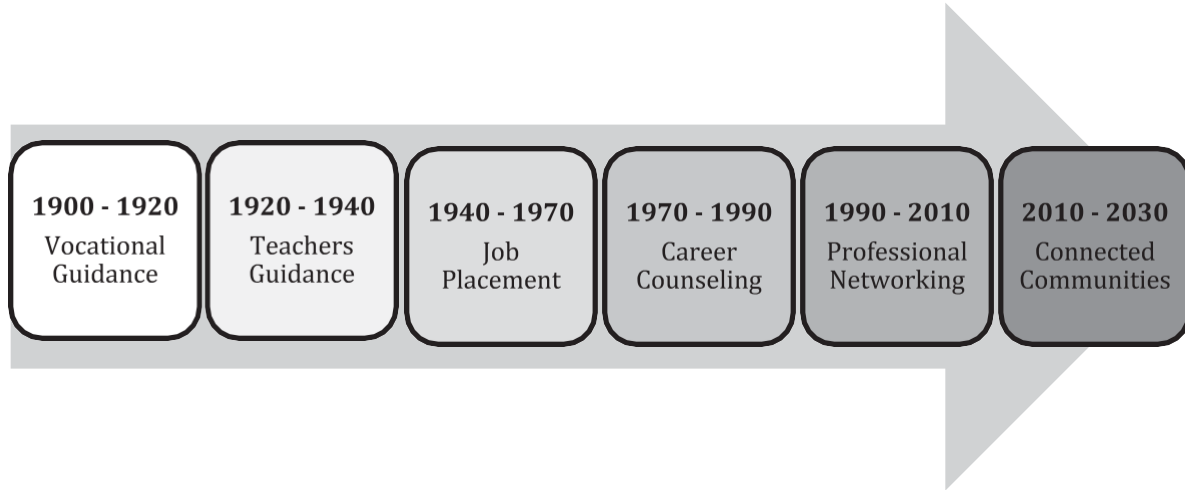 1900 - 1920
Vocational
Guidance
1920 - 1940
Teachers
Guidance
1940 - 1970
Job
Placement
1970 - 1990
Career
Counseling
1990 - 2010
Professional
Networking
2010 - 2030
Connected
Communities